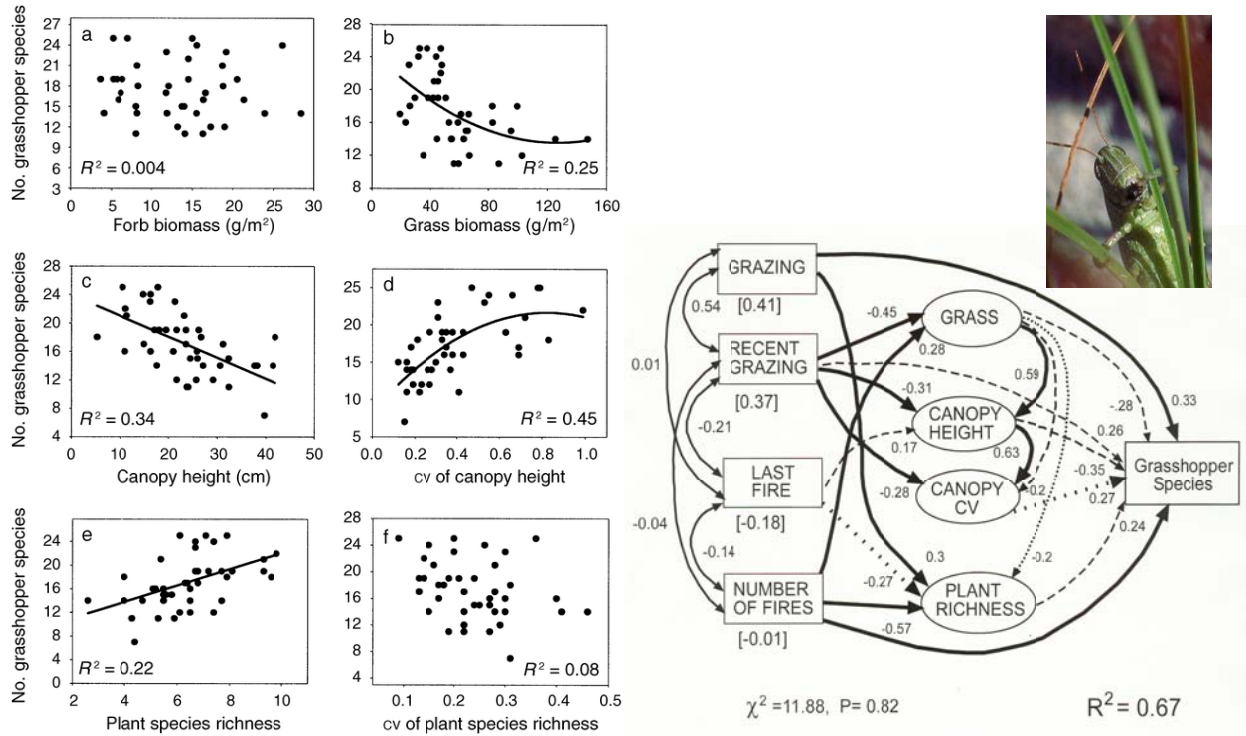 No. grasshopper species
27
24
21
18
15
12
9
6
3
a
R² = 0.004
0 5 10 15 20 25 30
Forb biomass (g/m²)
28
24
20
16
12
8
b
R² = 0.25
0 40 80 120 160
Grass biomass (g/m²)
No. grasshopper species
28
24
20
16
12
8
4
c
R² = 0.34
0 10 20 30 40 50
Canopy height (cm)
25
20
15
10
5
d
R² = 0.45
0.0 0.2 0.4 0.6 0.8 1.0
CV of canopy height
No. grasshopper species
24
20
16
12
8
4
0
e
R² = 0.22
2 4 6 8 10
Plant species richness
28
24
20
16
12
8
4
f
R² = 0.08
0.1 0.2 0.3 0.4 0.5
CV of plant species richness
GRAZING
[0.41]
0.54
0.01
RECENT
GRAZING
[0.37]
-0.21
LAST
FIRE
[-0.18]
-0.04
-0.14
NUMBER
OF FIRES
[-0.01]
-0.45
GRASS
0.28
0.59
-0.31
CANOPY
HEIGHT
0.17
0.63
-0.28
CANOPY
CV
-0.2
0.3
-0.2
-0.27
PLANT
RICHNESS
-0.57
0.33
-.28
0.26
-0.35
0.27
0.24
Grasshopper
Species
χ² =11.88, P= 0.82
R²= 0.67